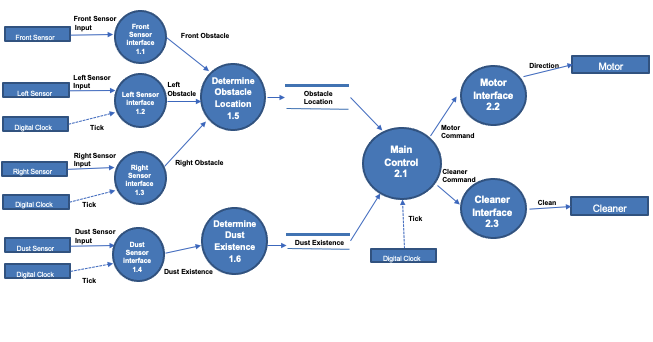 Front Sensor
Front Sensor
Input
Front
Sensor
Interface
1.1
Front Obstacle
Left Sensor
Left Sensor
Input
Left Sensor
interface
1.2
Left
Obstacle
Digital Clock
Tick
Determine
Obstacle
Location
1.5
Obstacle
Location
Right Sensor
Right Sensor
Input
Right
Sensor
interface
1.3
Right Obstacle
Digital Clock
Tick
Dust Sensor
Dust Sensor
Input
Dust
Sensor
interface
1.4
Dust Existence
Digital Clock
Tick
Determine
Dust
Existence
1.6
Dust Existence
Main
Control
2.1
Tick
Digital Clock
Motor
Command
Motor
Interface
2.2
Direction
Motor
Cleaner
Command
Cleaner
Interface
2.3
Clean
Cleaner